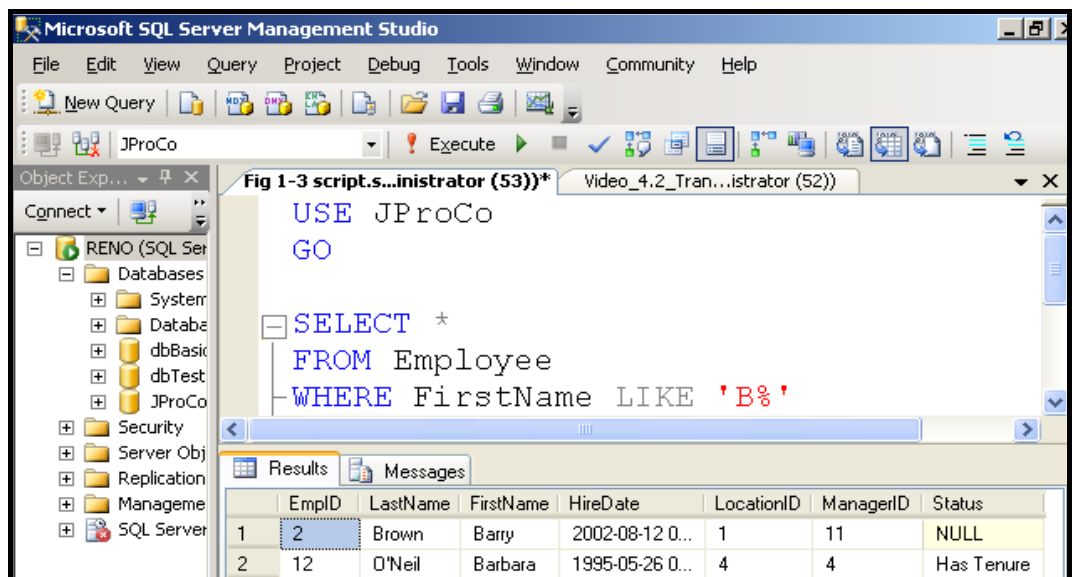 Microsoft SQL Server Management Studio
File Edit View Query Project Debug Tools Window Community Help
New Query
JProCo Execute
Object Exp...
Fig 1-3 script.s...inistrator (53))* Video_4.2_Tran...istrator (52))
Connect
RENO (SQL Ser
Databases
System
Databa
dbBasic
dbTest
JProCo
Security
Server Obj
Replication
Manageme
SQL Server
USE JProCo
GO
SELECT *
FROM Employee
WHERE FirstName LIKE 'B%'
Results Messages
EmpID LastName FirstName HireDate LocationID ManagerID Status
1 2 Brown Barry 2002-08-12 0... 1 11 NULL
2 12 O'Neil Barbara 1995-05-26 0... 4 4 Has Tenure